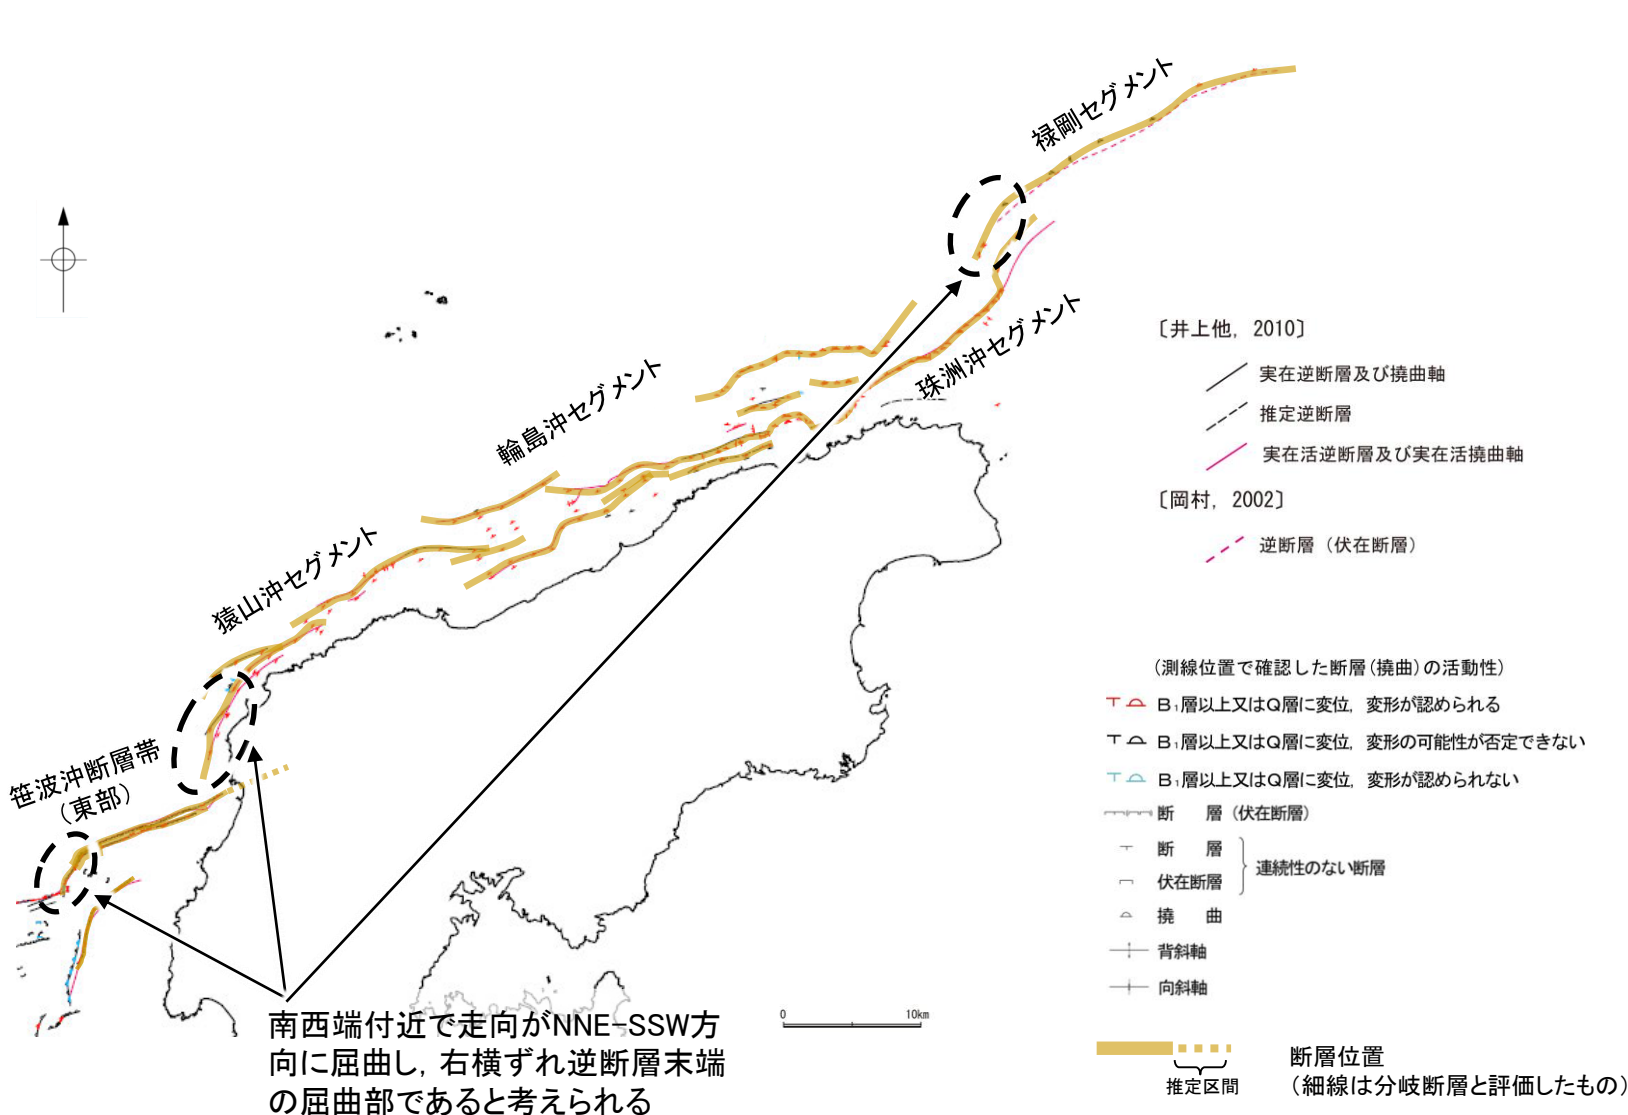 禄剛セグメント
珠洲沖セグメント
輪島沖セグメント
猿山沖セグメント
笹波沖断層帯
（東部）
南西端付近で走向がNNE-SSW方
向に屈曲し，右横ずれ逆断層末端
の屈曲部であると考えられる
0
10km
〔井上他，2010〕
実在逆断層及び撓曲軸
推定逆断層
実在活逆断層及び実在活撓曲軸
〔岡村，2002〕
逆断層（伏在断層）
（測線位置で確認した断層（撓曲）の活動性）
B₁層以上又はQ層に変位，変形が認められる
B₁層以上又はQ層に変位，変形の可能性が否定できない
B₁層以上又はQ層に変位，変形が認められない
断　層（伏在断層）
断　層
伏在断層
連続性のない断層
撓　曲
背斜軸
向斜軸
推定区間
断層位置
（細線は分岐断層と評価したもの）